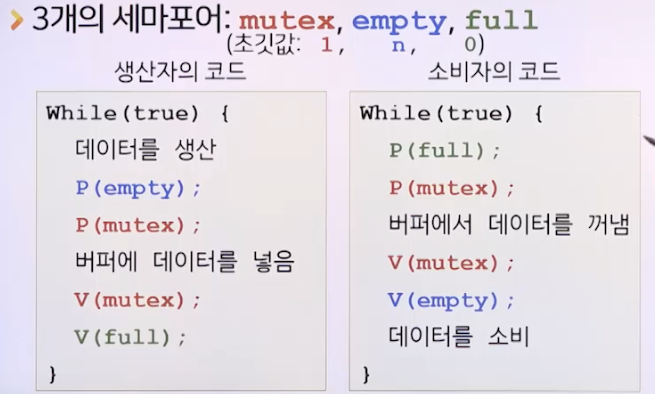 3개의 세마포어: mutex, empty, full
(초깃값: 1, n, 0)
생산자의 코드
While(true) {
데이터를 생산
P(empty);
P(mutex);
버퍼에 데이터를 넣음
V(mutex);
V(full);
}
소비자의 코드
While(true) {
P(full);
P(mutex);
버퍼에서 데이터를 꺼냄
V(mutex);
V(empty);
데이터를 소비
}